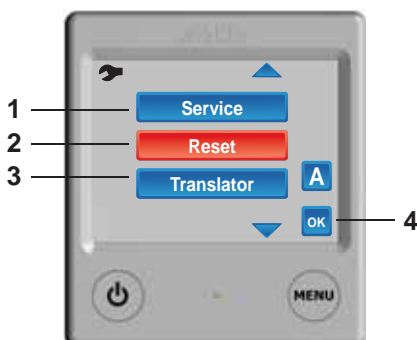 1 Service
2 Reset
3 Translator A
OK 4
MENU